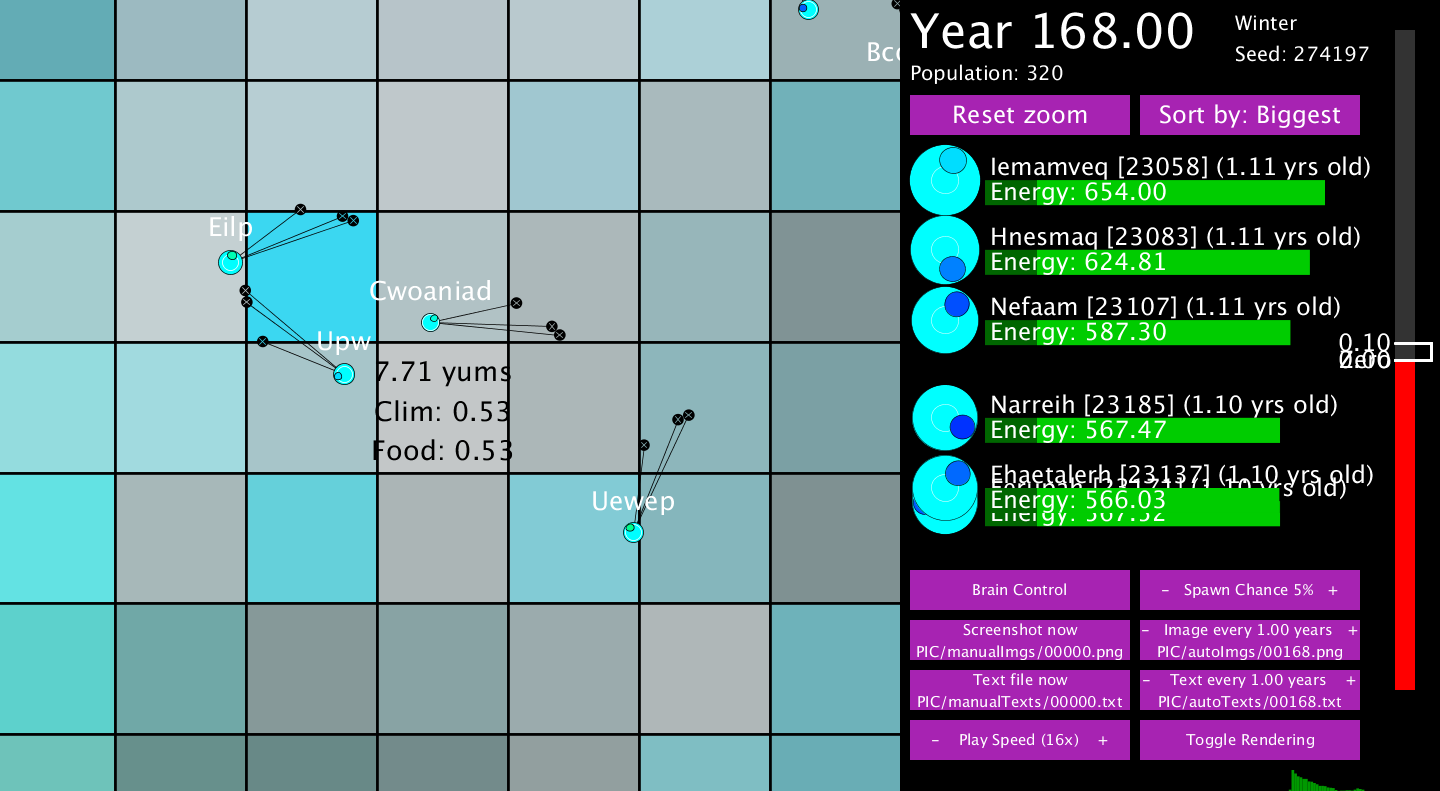 Bco
Eilp
Cwoaniad
Upw
7.71 yums
Clim: 0.53
Food: 0.53
Uewep
Year 168.00
Winter
Seed: 274197
Population: 320
Reset zoom
Sort by: Biggest
Iemamveq [23058] (1.11 yrs old)
Energy: 654.00
Hnesmaq [23083] (1.11 yrs old)
Energy: 624.81
Nefaam [23107] (1.11 yrs old)
Energy: 587.30
0.10
Zero
Narreih [23185] (1.10 yrs old)
Energy: 567.47
Ehaetalerh [23137] (1.10 yrs old)
Energy: 566.03
Energy: 567.32
Brain Control
- Spawn Chance 5% +
Screenshot now
PIC/manualImgs/00000.png
- Image every 1.00 years +
PIC/autoImgs/00168.png
Text file now
PIC/manualTexts/00000.txt
- Text every 1.00 years +
PIC/autoTexts/00168.txt
- Play Speed (16x) +
Toggle Rendering